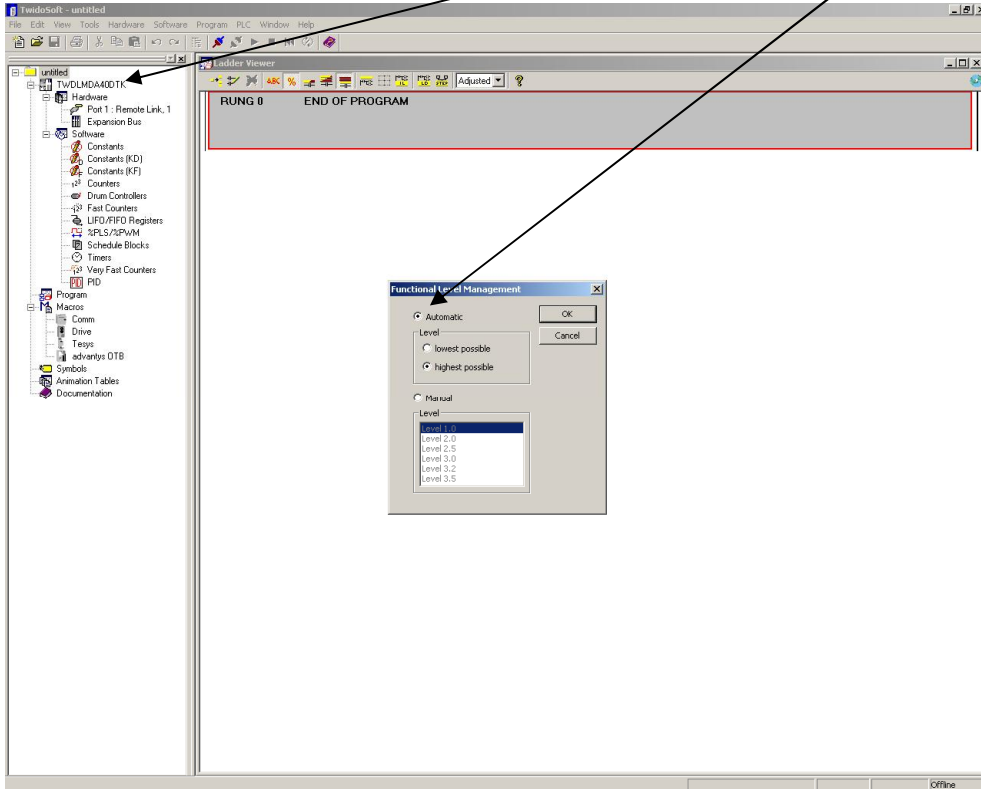 TwidoSoft - untitled
File Edit View Tools Hardware Software Program PLC Window Help
Ladder Viewer
ABC % Adjusted ?
RUNG 0 END OF PROGRAM
untitled
TWDLMDA40DTK
Hardware
Port 1 : Remote Link, 1
Expansion Bus
Software
Constants
Constants (KD)
Constants (KF)
Counters
Drum Controllers
Fast Counters
LIFO/FIFO Registers
%PLS/%PWM
Schedule Blocks
Timers
Very Fast Counters
PID
Program
Macros
Comm
Drive
Tesys
advantys OTB
Symbols
Animation Tables
Documentation
Functional Level Management
Automatic
OK
Level
Cancel
lowest possible
highest possible
Manual
Level
Level 1.0
Level 2.0
Level 2.5
Level 3.0
Level 3.2
Level 3.5
Offline